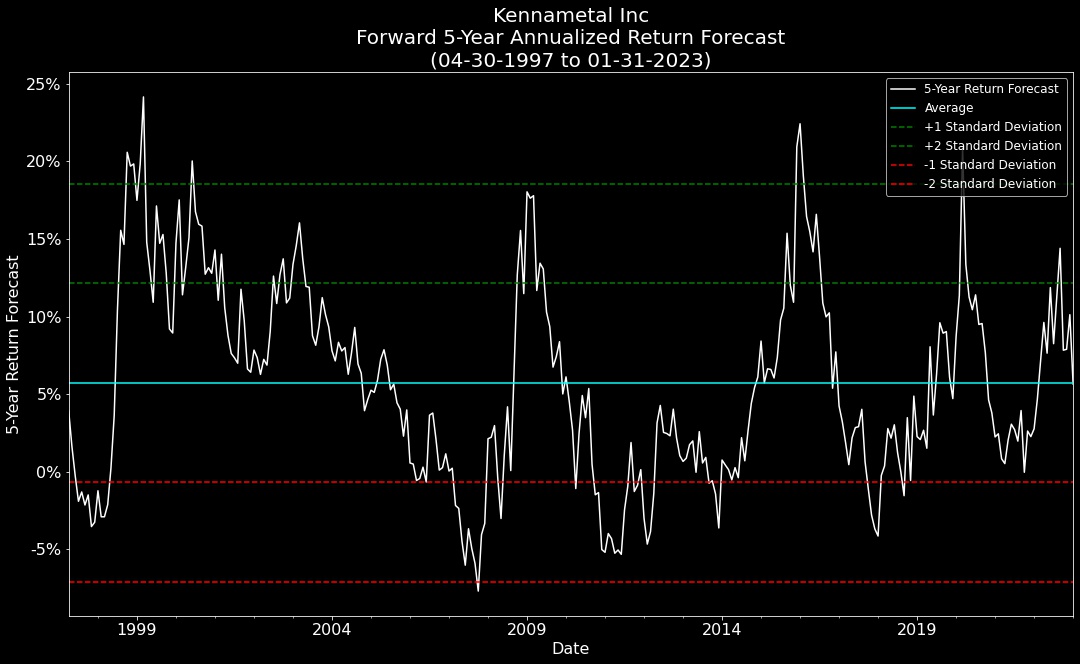 Kennametal Inc
Forward 5-Year Annualized Return Forecast
(04-30-1997 to 01-31-2023)
25%
20%
15%
10%
5%
0%
-5%
5-Year Return Forecast
5-Year Return Forecast
Average
+1 Standard Deviation
+2 Standard Deviation
-1 Standard Deviation
-2 Standard Deviation
1999
2004
2009
2014
2019
Date